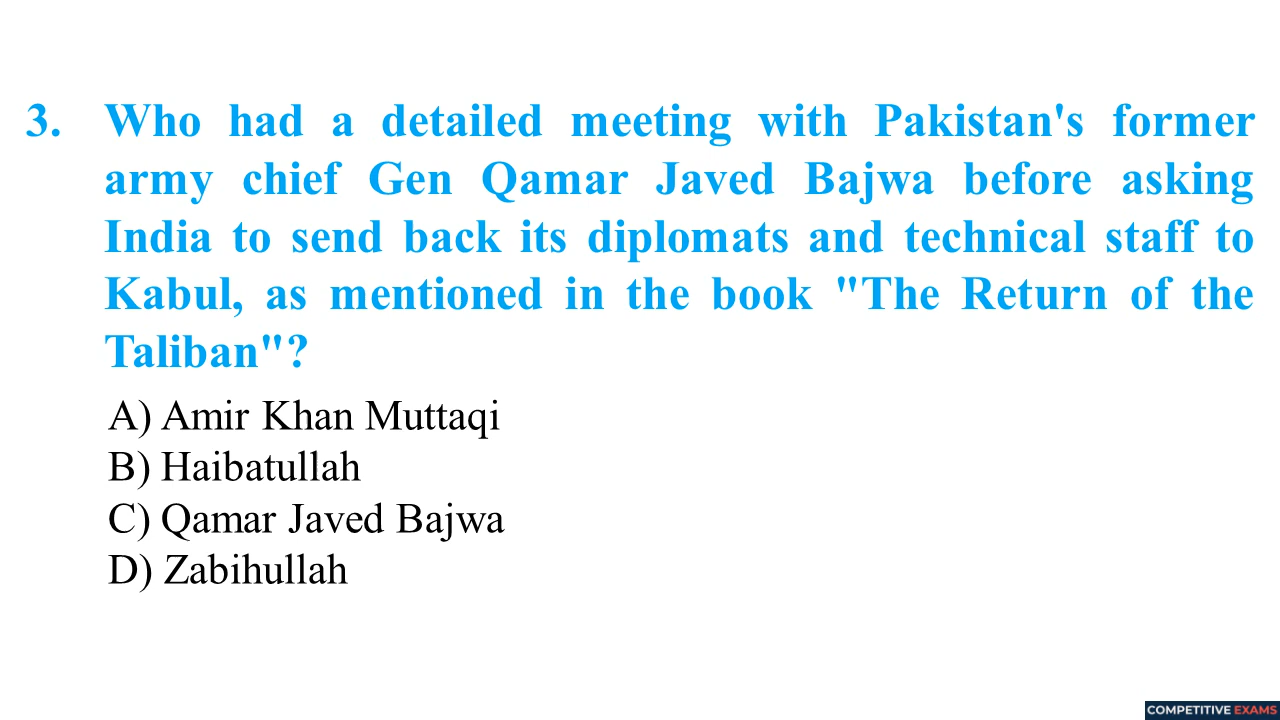 3. Who had a detailed meeting with Pakistan's former
army chief Gen Qamar Javed Bajwa before asking
India to send back its diplomats and technical staff to
Kabul, as mentioned in the book "The Return of the
Taliban"?
A) Amir Khan Muttaqi
B) Haibatullah
C) Qamar Javed Bajwa
D) Zabihullah
COMPETITIVE EXAMS